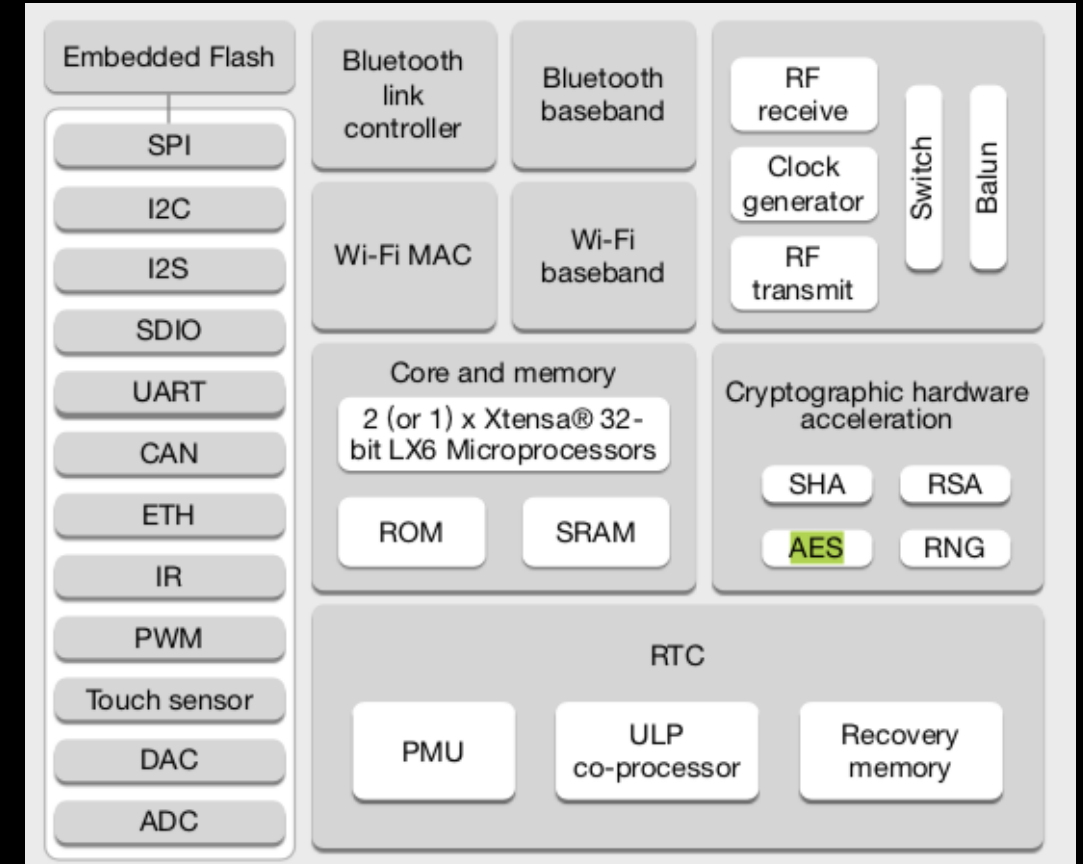 Embedded Flash
SPI
I2C
I2S
SDIO
UART
CAN
ETH
IR
PWM
Touch sensor
DAC
ADC
Bluetooth
link
controller
Bluetooth
baseband
Wi-Fi MAC
Wi-Fi
baseband
RF
receive
Clock
generator
RF
transmit
Switch
Balun
Core and memory
2 (or 1) x Xtensa® 32-
bit LX6 Microprocessors
ROM
SRAM
Cryptographic hardware
acceleration
SHA
RSA
AES
RNG
RTC
PMU
ULP
co-processor
Recovery
memory